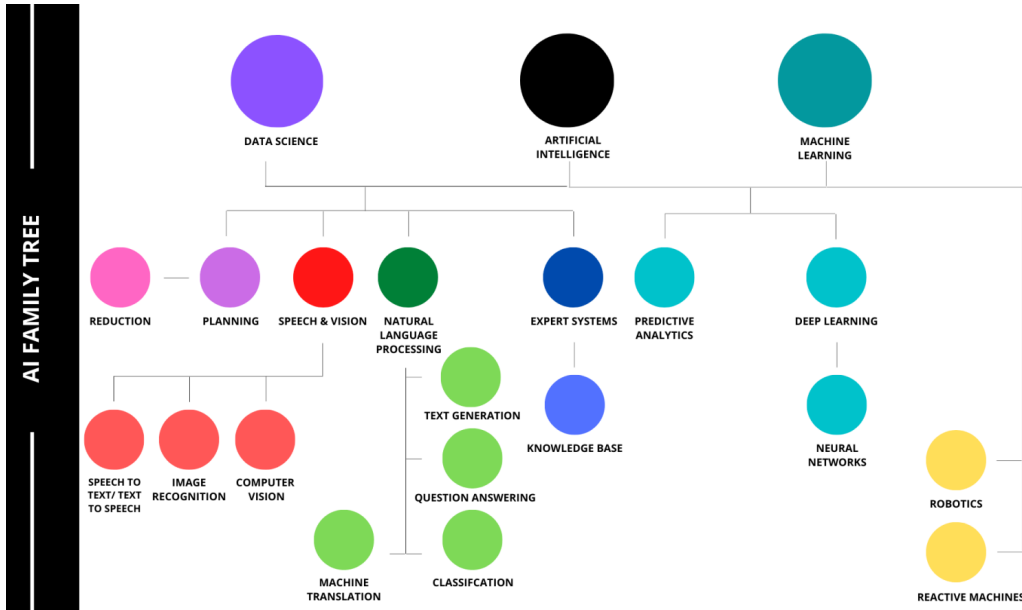 AI FAMILY TREE
DATA SCIENCE
ARTIFICIAL
INTELLIGENCE
MACHINE
LEARNING
REDUCTION
PLANNING
SPEECH & VISION
NATURAL
LANGUAGE
PROCESSING
EXPERT SYSTEMS
PREDICTIVE
ANALYTICS
DEEP LEARNING
TEXT GENERATION
KNOWLEDGE BASE
NEURAL
NETWORKS
SPEECH TO
TEXT/ TEXT
TO SPEECH
IMAGE
RECOGNITION
COMPUTER
VISION
QUESTION ANSWERING
ROBOTICS
MACHINE
TRANSLATION
CLASSIFCATION
REACTIVE MACHINES